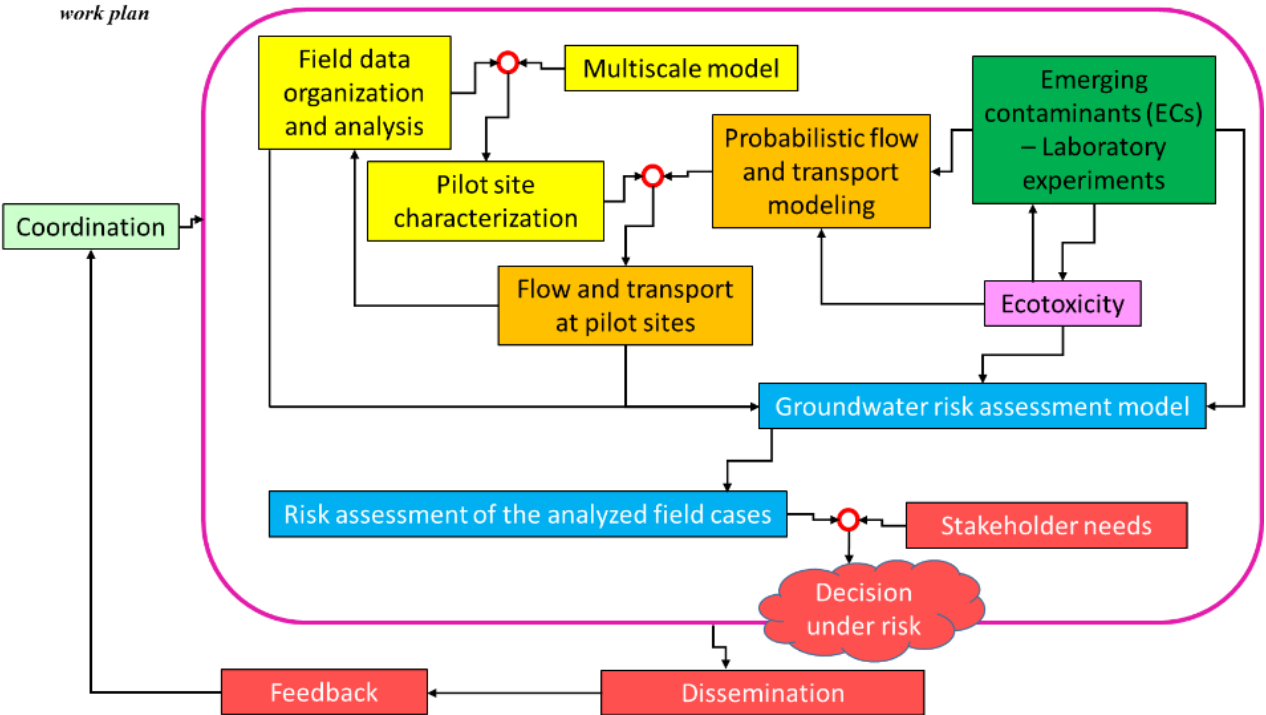 work plan
Field data
organization
and analysis
Multiscale model
Emerging
contaminants (ECs)
– Laboratory
experiments
Probabilistic flow
and transport
modeling
Pilot site
characterization
Coordination
Flow and transport
at pilot sites
Ecotoxicity
Groundwater risk assessment model
Risk assessment of the analyzed field cases
Stakeholder needs
Decision
under risk
Feedback
Dissemination